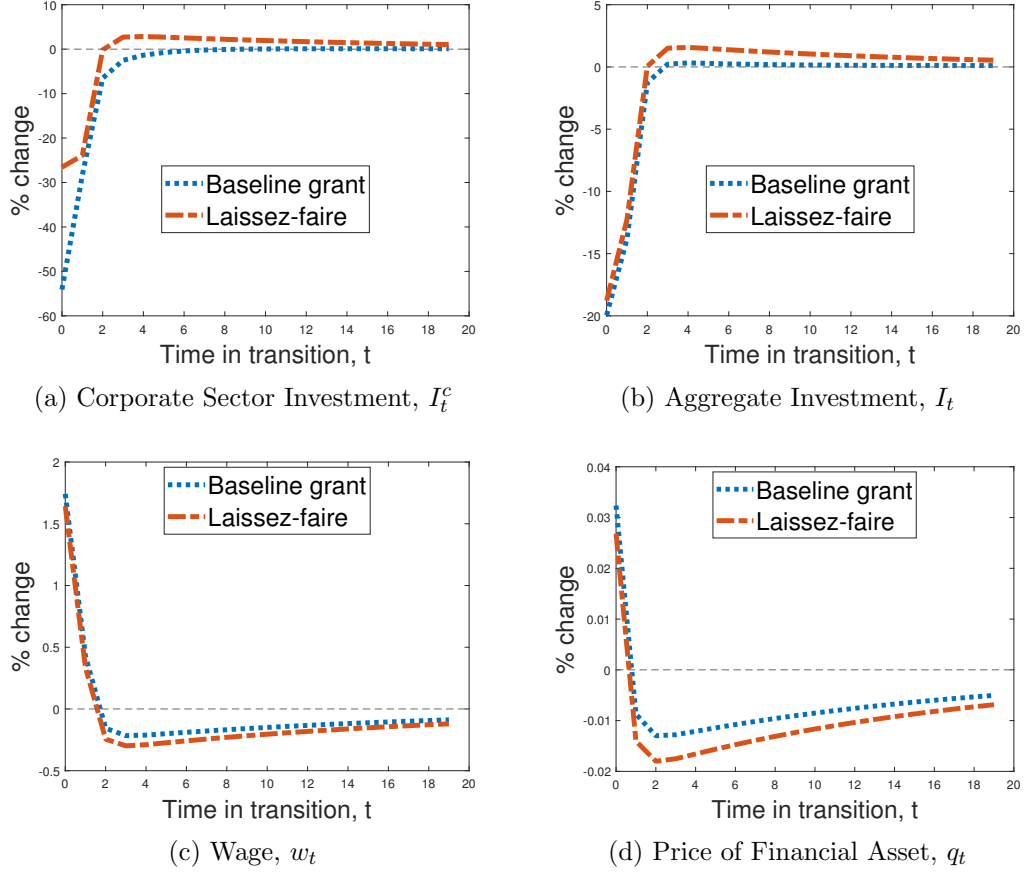 10
0
-10
-20
-30
-40
-50
-60
% change
Baseline grant
Laissez-faire
0 2 4 6 8 10 12 14 16 18 20
Time in transition, t
(a) Corporate Sector Investment, I_t^c
5
0
-5
-10
-15
-20
% change
Baseline grant
Laissez-faire
0 2 4 6 8 10 12 14 16 18 20
Time in transition, t
(b) Aggregate Investment, I_t
2
1.5
1
0.5
0
-0.5
% change
Baseline grant
Laissez-faire
0 2 4 6 8 10 12 14 16 18 20
Time in transition, t
(c) Wage, w_t
0.04
0.03
0.02
0.01
0
-0.01
-0.02
% change
Baseline grant
Laissez-faire
0 2 4 6 8 10 12 14 16 18 20
Time in transition, t
(d) Price of Financial Asset, q_t